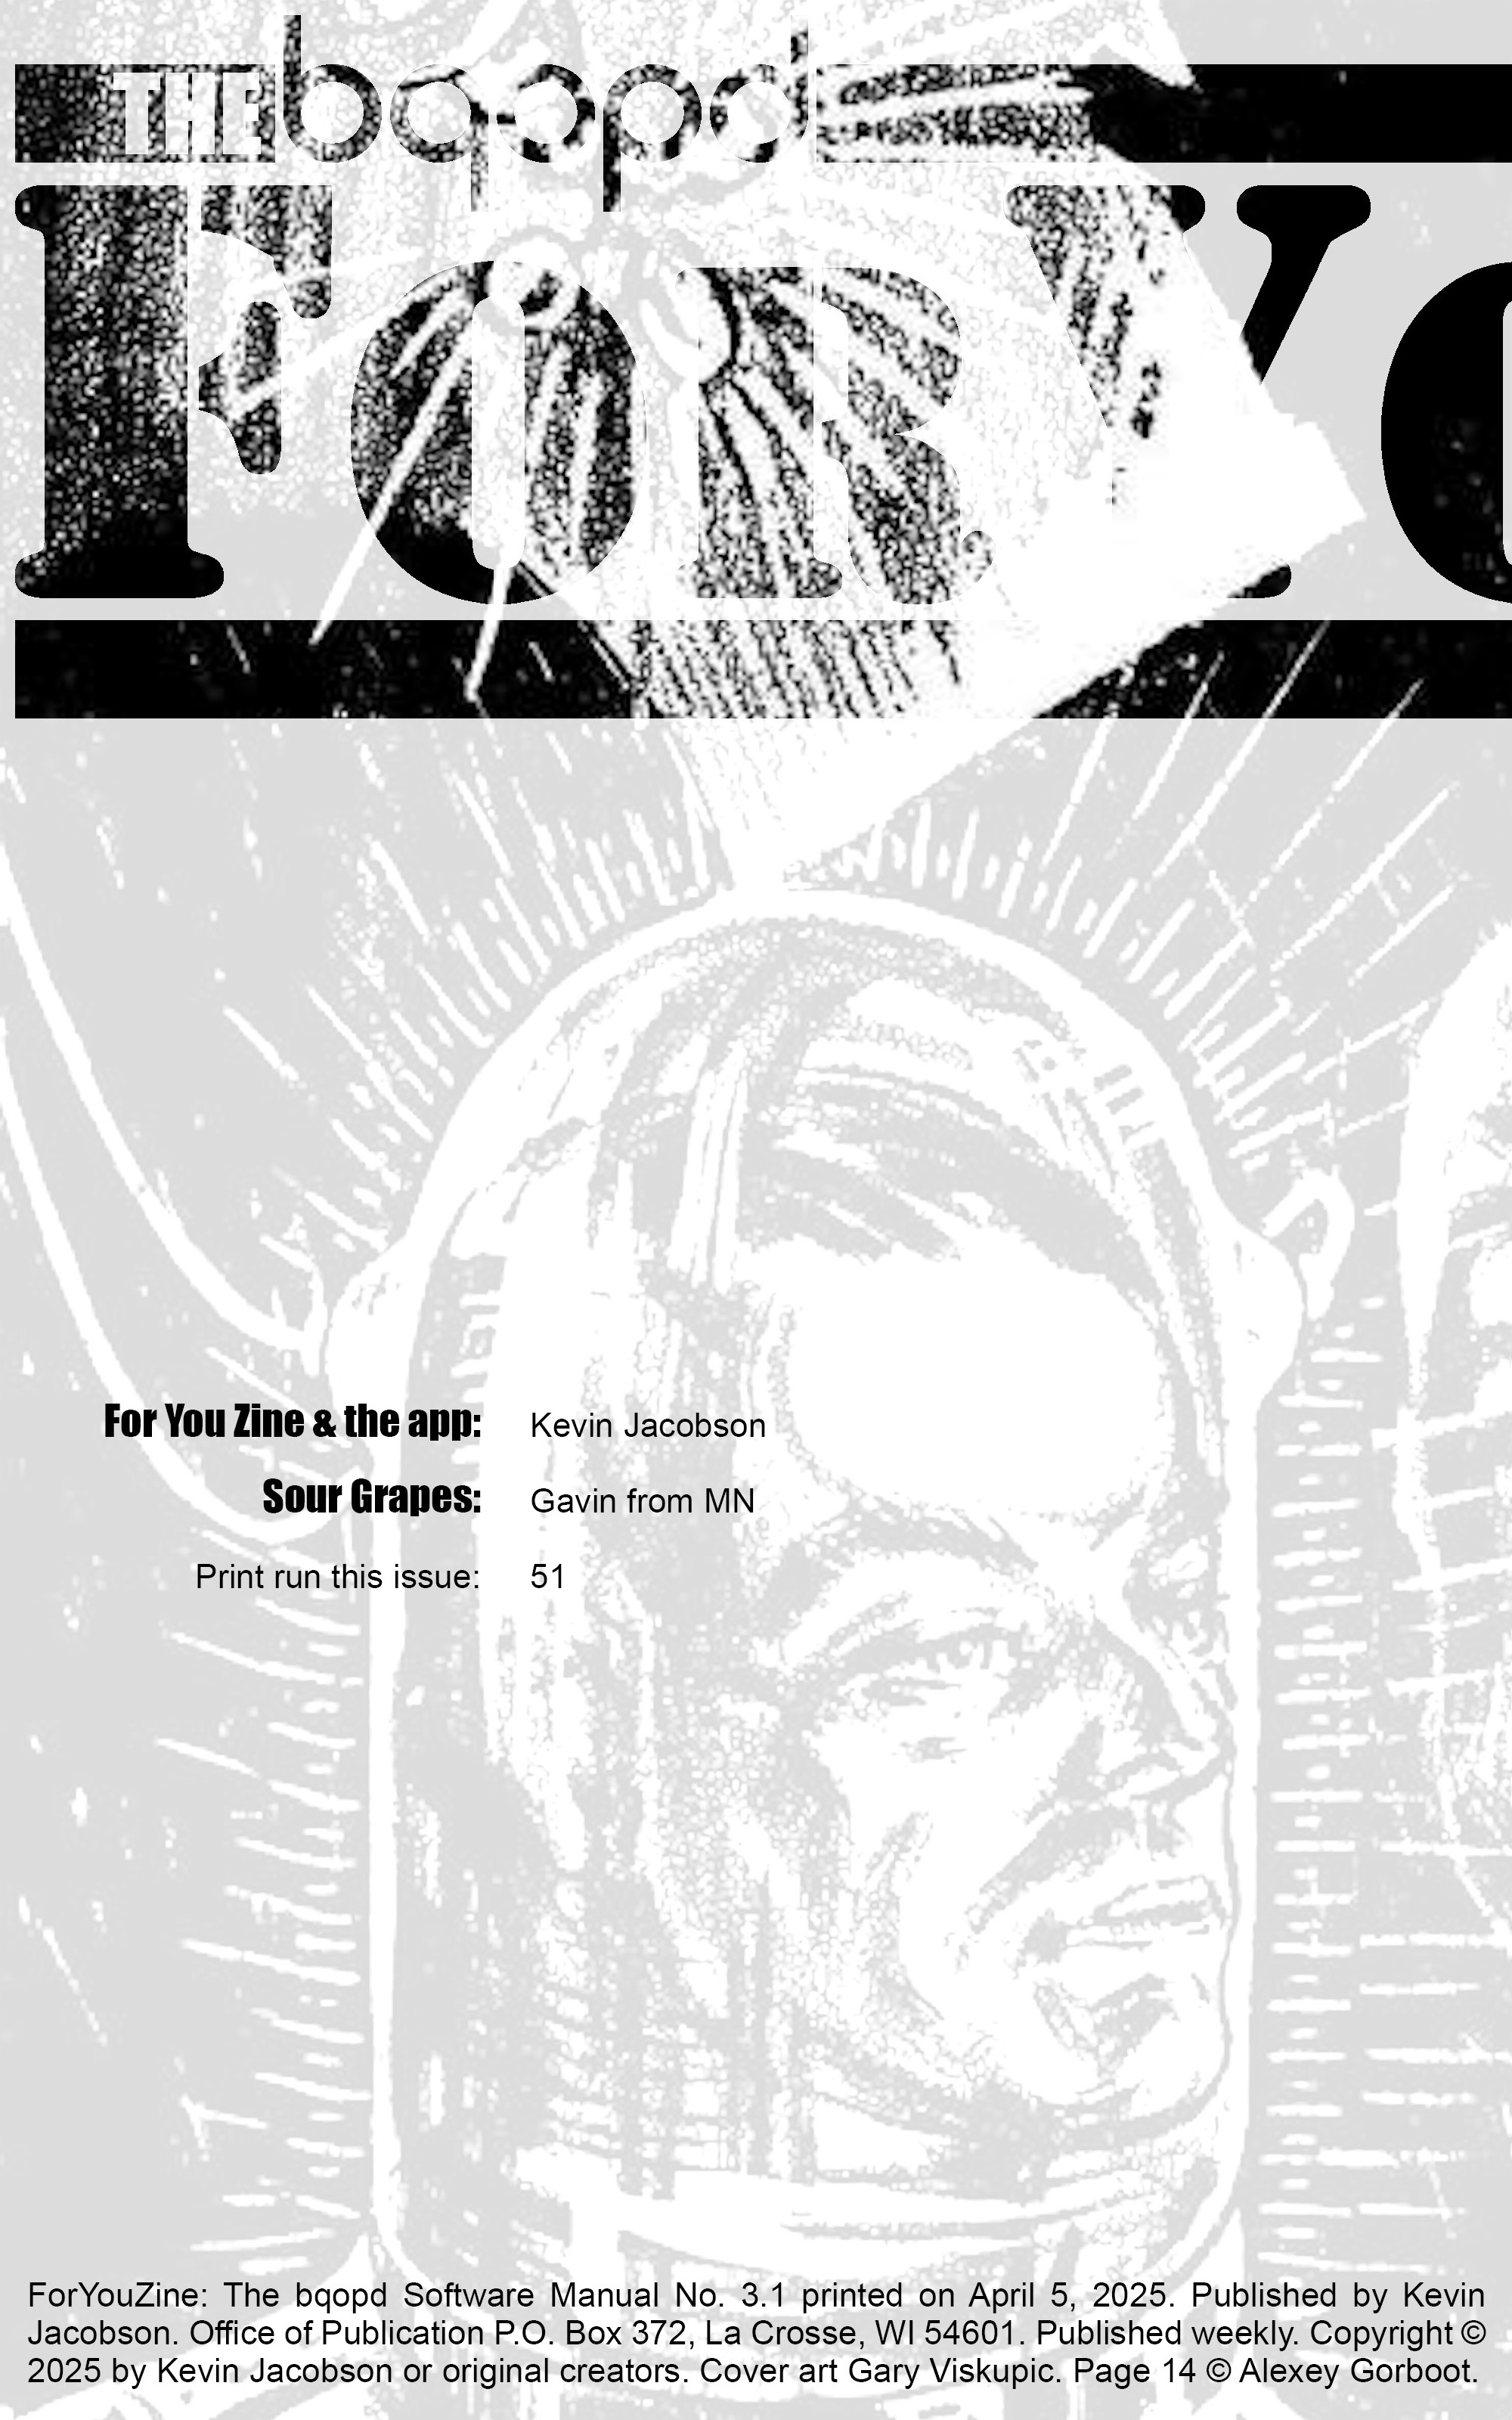 THE bqopd
FOR YO
For You Zine & the app: Kevin Jacobson
Sour Grapes: Gavin from MN
Print run this issue: 51
ForYouZine: The bqopd Software Manual No. 3.1 printed on April 5, 2025. Published by Kevin
Jacobson. Office of Publication P.O. Box 372, La Crosse, WI 54601. Published weekly. Copyright ©
2025 by Kevin Jacobson or original creators. Cover art Gary Viskupic. Page 14 © Alexey Gorboot.